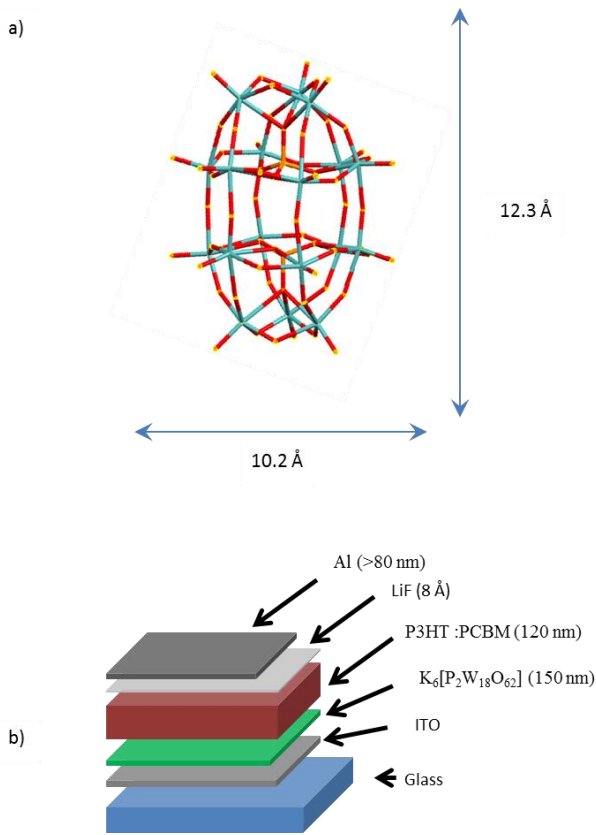 a)
12.3 Å
10.2 Å
Al (>80 nm)
LiF (8 Å)
P3HT :PCBM (120 nm)
K₆[P₂W₁₈O₆₂] (150 nm)
ITO
b)
Glass